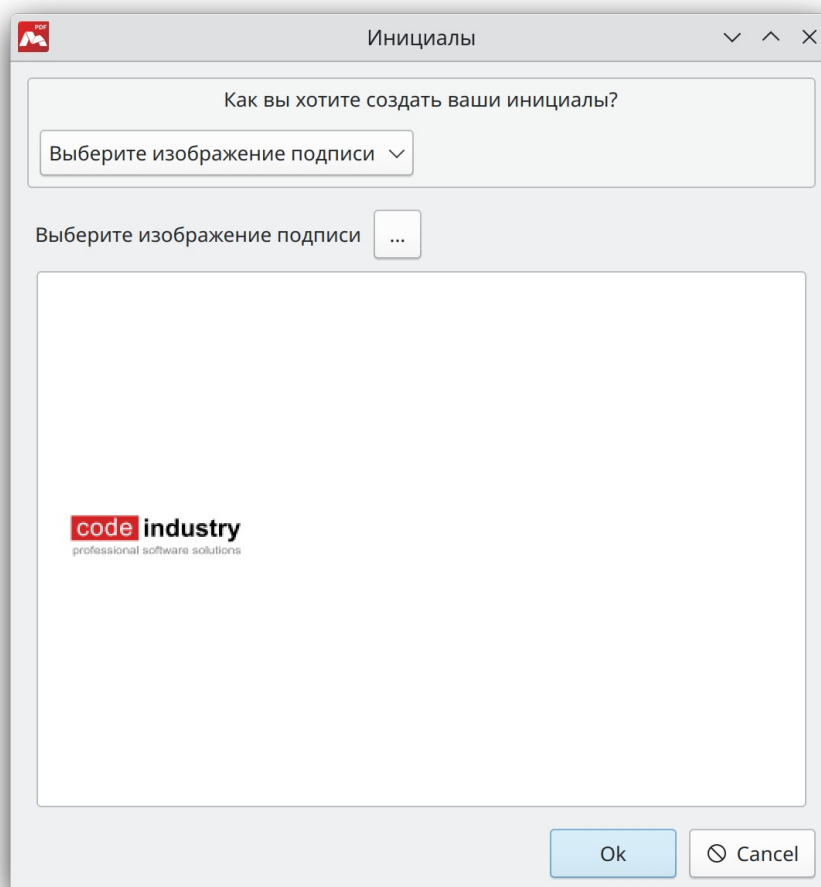 PDF
Инициалы
Как вы хотите создать ваши инициалы?
Выберите изображение подписи
Выберите изображение подписи ...
code industry
professional software solutions
Ok Cancel